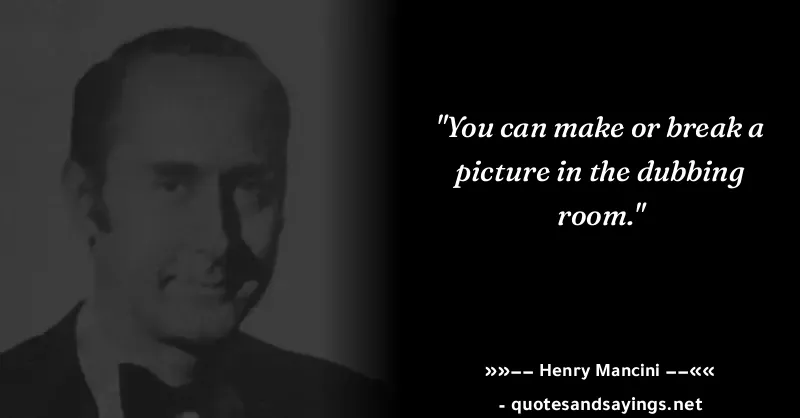 "You can make or break a
picture in the dubbing
room."
»»−− Henry Mancini −−««
- quotesandsayings.net